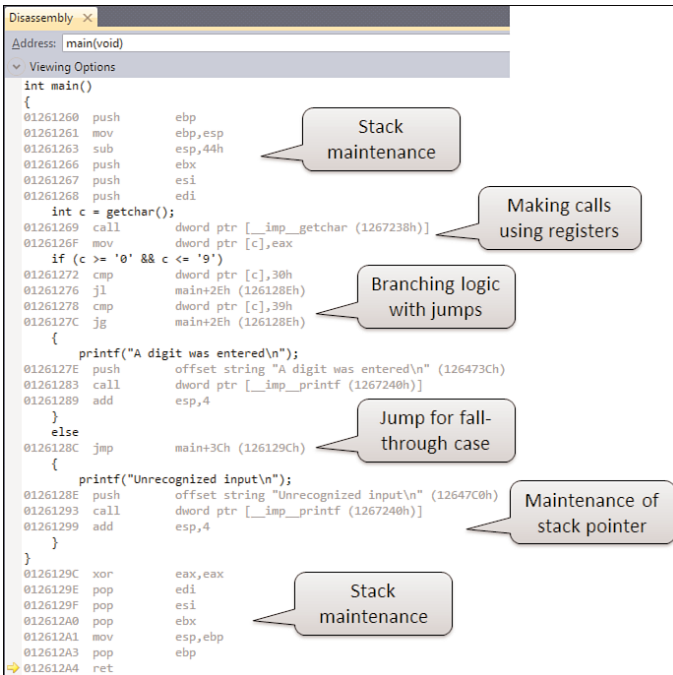 Disassembly ×
Address: main(void)
Viewing Options
int main()
{
01261260 push ebp
01261261 mov ebp,esp
01261263 sub esp,44h
01261266 push ebx
01261267 push esi
01261268 push edi
Stack
maintenance
int c = getchar();
01261269 call dword ptr [__imp__getchar (1267238h)]
0126126F mov dword ptr [c],eax
Making calls
using registers
if (c >= '0' && c <= '9')
01261272 cmp dword ptr [c],30h
01261276 jl main+2Eh (126128Eh)
01261278 cmp dword ptr [c],39h
0126127C jg main+2Eh (126128Eh)
Branching logic
with jumps
{
printf("A digit was entered\n");
0126127E push offset string "A digit was entered\n" (126473Ch)
01261283 call dword ptr [__imp__printf (1267240h)]
01261289 add esp,4
}
else
0126128C jmp main+3Ch (126129Ch)
Jump for fall-
through case
{
printf("Unrecognized input\n");
0126128E push offset string "Unrecognized input\n" (12647C0h)
01261293 call dword ptr [__imp__printf (1267240h)]
01261299 add esp,4
Maintenance of
stack pointer
}
}
0126129C xor eax,eax
0126129E pop edi
0126129F pop esi
012612A0 pop ebx
012612A1 mov esp,ebp
012612A3 pop ebp
012612A4 ret
Stack
maintenance